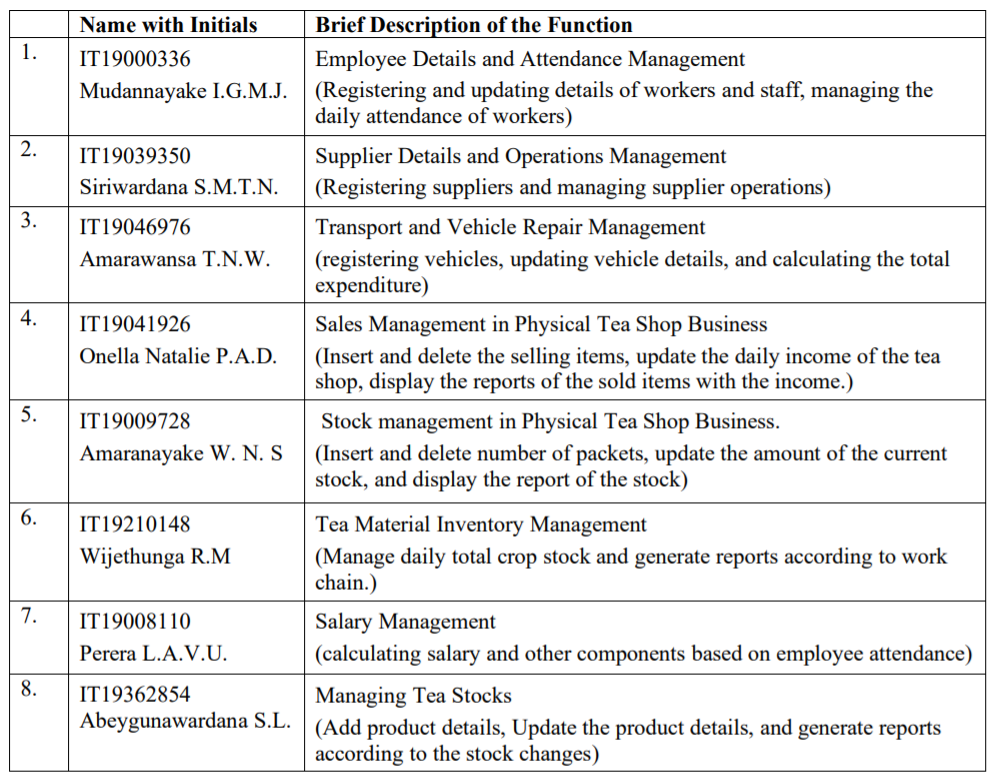 Name with Initials Brief Description of the Function
1. IT19000336 Employee Details and Attendance Management
Mudannayake I.G.M.J. (Registering and updating details of workers and staff, managing the
daily attendance of workers)
2. IT19039350 Supplier Details and Operations Management
Siriwardana S.M.T.N. (Registering suppliers and managing supplier operations)
3. IT19046976 Transport and Vehicle Repair Management
Amarawansa T.N.W. (registering vehicles, updating vehicle details, and calculating the total
expenditure)
4. IT19041926 Sales Management in Physical Tea Shop Business
Onella Natalie P.A.D. (Insert and delete the selling items, update the daily income of the tea
shop, display the reports of the sold items with the income.)
5. IT19009728 Stock management in Physical Tea Shop Business.
Amaranayake W. N. S (Insert and delete number of packets, update the amount of the current
stock, and display the report of the stock)
6. IT19210148 Tea Material Inventory Management
Wijethunga R.M (Manage daily total crop stock and generate reports according to work
chain.)
7. IT19008110 Salary Management
Perera L.A.V.U. (calculating salary and other components based on employee attendance)
8. IT19362854 Managing Tea Stocks
Abeygunawardana S.L. (Add product details, Update the product details, and generate reports
according to the stock changes)